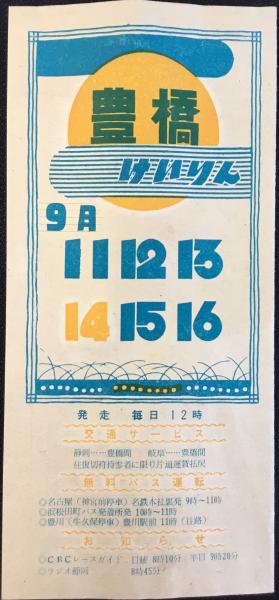 豊橋
けいりん
9月
11 12 13
14 15 16
発走 毎日12時
交通サービス
静岡……豊橋間 岐阜……豊橋間
往復切符持参者に限り片道運賃払戻
無料バス運転
◎名古屋（神宮前停車）名鉄本社裏発 9時〜11時
◎浜松田町バス発着所発 10時〜11時
◎豊川（牛久保停車）豊川駅前 11時（往路）
おしらせ
◎CBCレースガイド 日曜 8時10分 平日 9時20分
◎ラジオ静岡 8時45分